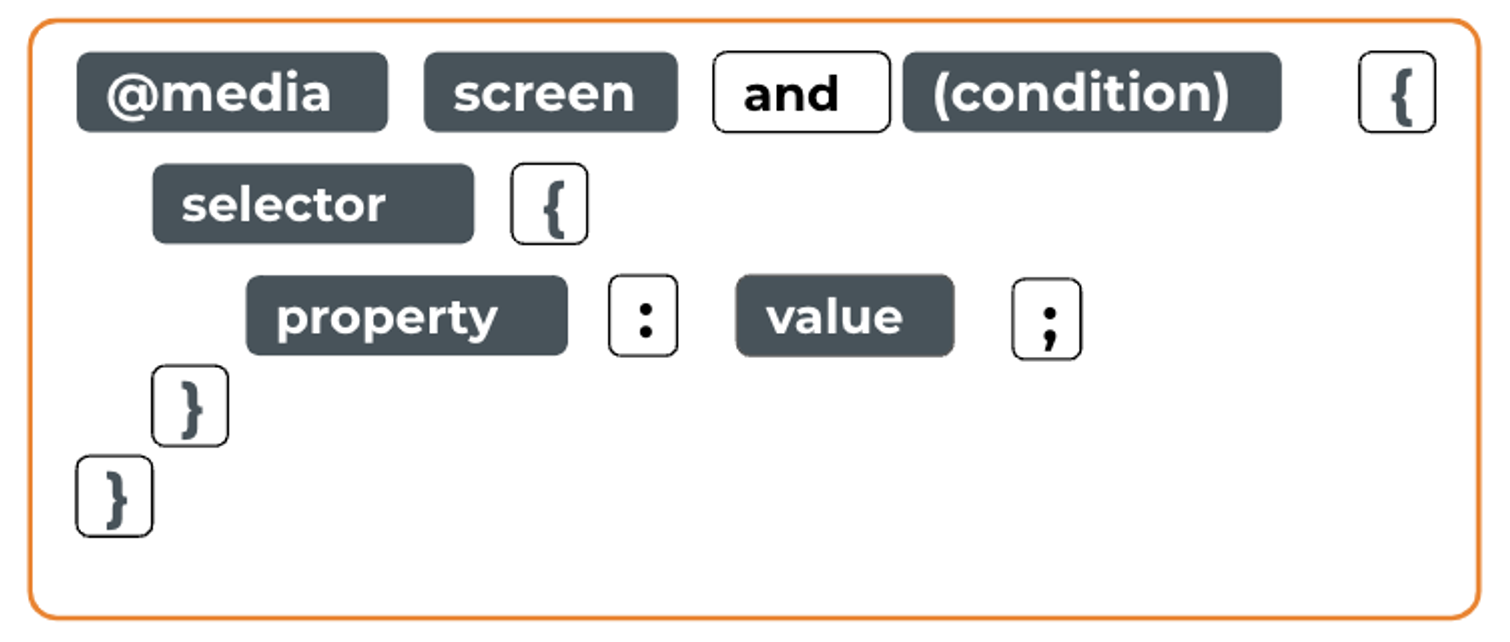 @media screen and (condition) {
selector {
property : value ;
}
}